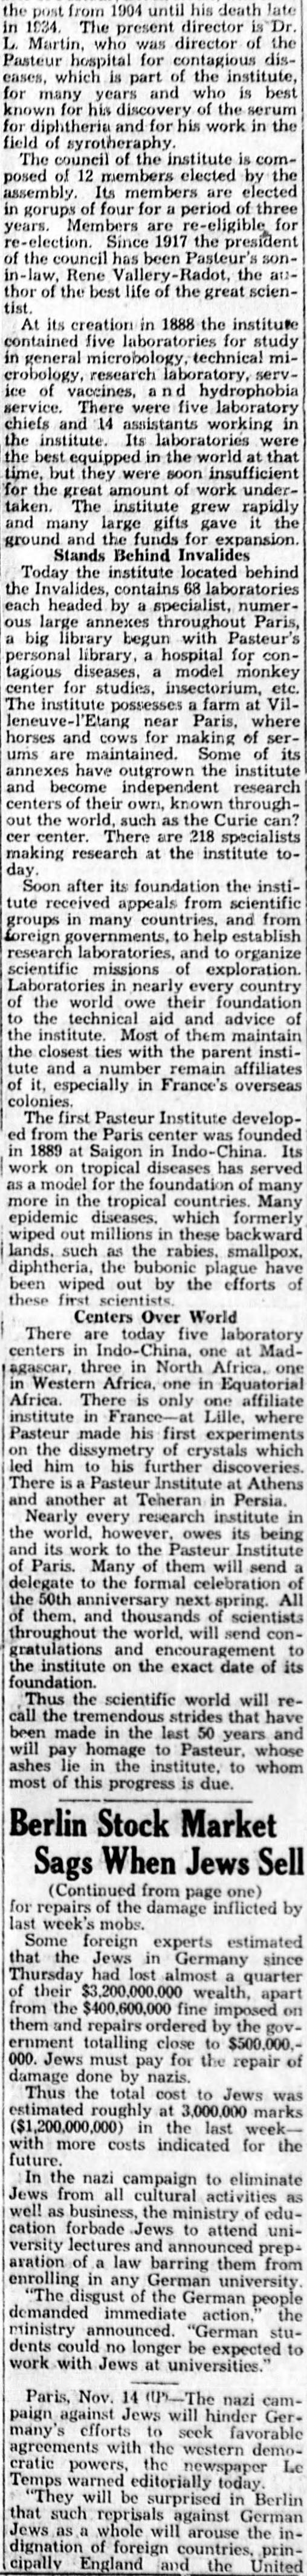 the post from 1904 until his death late
in 1934. The present director is Dr.
L. Martin, who was director of the
Pasteur hospital for contagious dis-
eases, which is part of the institute,
for many years and who is best
known for his discovery of the serum
for diphtheria and for his work in the
field of syrotheraphy.
The council of the institute is com-
posed of 12 members elected by the
assembly. Its members are elected
in gorups of four for a period of three
years. Members are re-eligible for
re-election. Since 1917 the president
of the council has been Pasteur's son-
in-law, Rene Vallery-Radot, the au-
thor of the best life of the great scien-
tist.
At its creation in 1888 the institute
contained five laboratories for study
in general microbology, technical mi-
crobology, research laboratory, serv-
ice of vaccines, and hydrophobia
service. There were five laboratory
chiefs and 14 assistants working in
the institute. Its laboratories were
the best equipped in the world at that
time, but they were soon insufficient
for the great amount of work under-
taken. The institute grew rapidly
and many large gifts gave it the
ground and the funds for expansion.
Stands Behind Invalides
Today the institute located behind
the Invalides, contains 68 laboratories
each headed by a specialist, numer-
ous large annexes throughout Paris,
a big library begun with Pasteur's
personal library, a hospital for con-
tagious diseases, a model monkey
center for studies, insectorium, etc.
The institute possesses a farm at Vil-
leneuve-l'Etang near Paris, where
horses and cows for making of ser-
ums are maintained. Some of its
annexes have outgrown the institute
and become independent research
centers of their own, known through-
out the world, such as the Curie can?
cer center. There are 218 specialists
making research at the institute to-
day.
Soon after its foundation the insti-
tute received appeals from scientific
groups in many countries, and from
foreign governments, to help establish
research laboratories, and to organize
scientific missions of exploration.
Laboratories in nearly every country
of the world owe their foundation
to the technical aid and advice of
the institute. Most of them maintain
the closest ties with the parent insti-
tute and a number remain affiliates
of it, especially in France's overseas
colonies.
The first Pasteur Institute develop-
ed from the Paris center was founded
in 1889 at Saigon in Indo-China. Its
work on tropical diseases has served
as a model for the foundation of many
more in the tropical countries. Many
epidemic diseases, which formerly
wiped out millions in these backward
lands, such as the rabies, smallpox,
diphtheria, the bubonic plague have
been wiped out by the efforts of
these first scientists.
Centers Over World
There are today five laboratory
centers in Indo-China, one at Mad-
agascar, three in North Africa, one
in Western Africa, one in Equatorial
Africa. There is only one affiliate
institute in France—at Lille, where
Pasteur made his first experiments
on the dissymetry of crystals which
led him to his further discoveries.
There is a Pasteur Institute at Athens
and another at Teheran in Persia.
Nearly every research institute in
the world, however, owes its being
and its work to the Pasteur Institute
of Paris. Many of them will send a
delegate to the formal celebration of
the 50th anniversary next spring. All
of them, and thousands of scientists
throughout the world, will send con-
gratulations and encouragement to
the institute on the exact date of its
foundation.
Thus the scientific world will re-
call the tremendous strides that have
been made in the last 50 years and
will pay homage to Pasteur, whose
ashes lie in the institute, to whom
most of this progress is due.
Berlin Stock Market
Sags When Jews Sell
(Continued from page one)
for repairs of the damage inflicted by
last week's mobs.
Some foreign experts estimated
that the Jews in Germany since
Thursday had lost almost a quarter
of their $3,200,000,000 wealth, apart
from the $400,600,000 fine imposed on
them and repairs ordered by the gov-
ernment totalling close to $500,000,-
000. Jews must pay for the repair of
damage done by nazis.
Thus the total cost to Jews was
estimated roughly at 3,000,000 marks
($1,200,000,000) in the last week—
with more costs indicated for the
future.
In the nazi campaign to eliminate
Jews from all cultural activities as
well as business, the ministry of edu-
cation forbade Jews to attend uni-
versity lectures and announced prep-
aration of a law barring them from
enrolling in any German university.
"The disgust of the German people
demanded immediate action," the
ministry announced. "German stu-
dents could no longer be expected to
work with Jews at universities."
Paris, Nov. 14 (UP)—The nazi cam-
paign against Jews will hinder Ger-
many's efforts to seek favorable
agreements with the western demo-
cratic powers, the newspaper Le
Temps warned editorially today.
"They will be surprised in Berlin
that such reprisals against German
Jews as a whole will arouse the in-
dignation of foreign countries, prin-
cipally England and the Unite